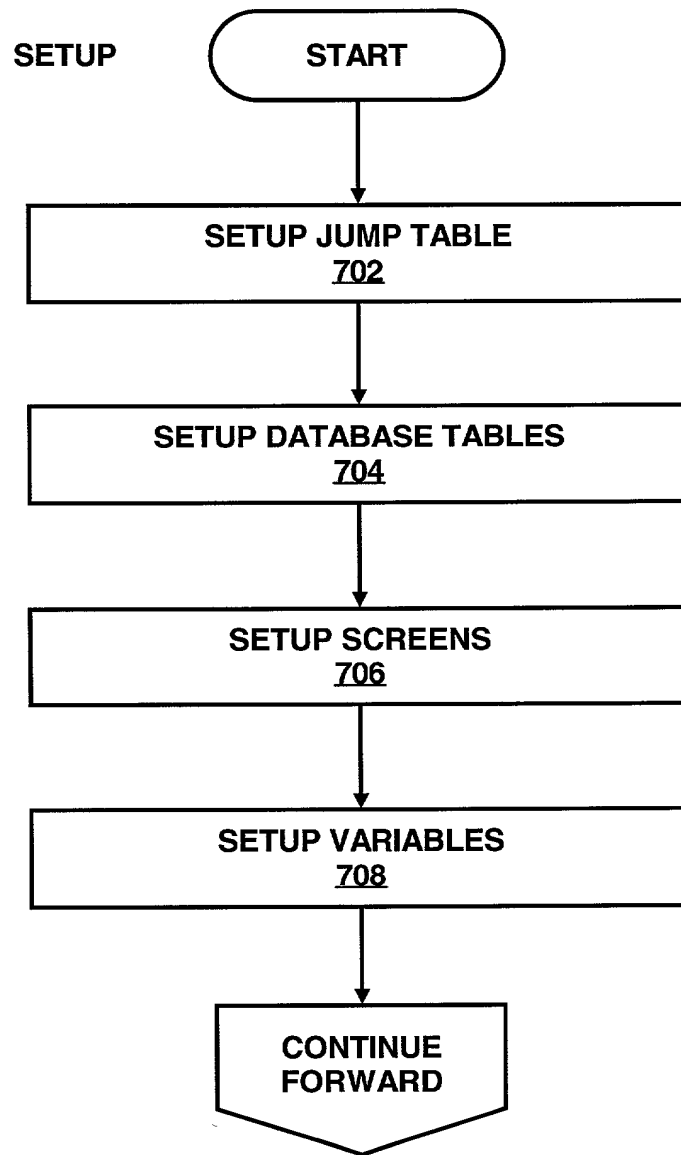 SETUP
START
SETUP JUMP TABLE
702
SETUP DATABASE TABLES
704
SETUP SCREENS
706
SETUP VARIABLES
708
CONTINUE
FORWARD